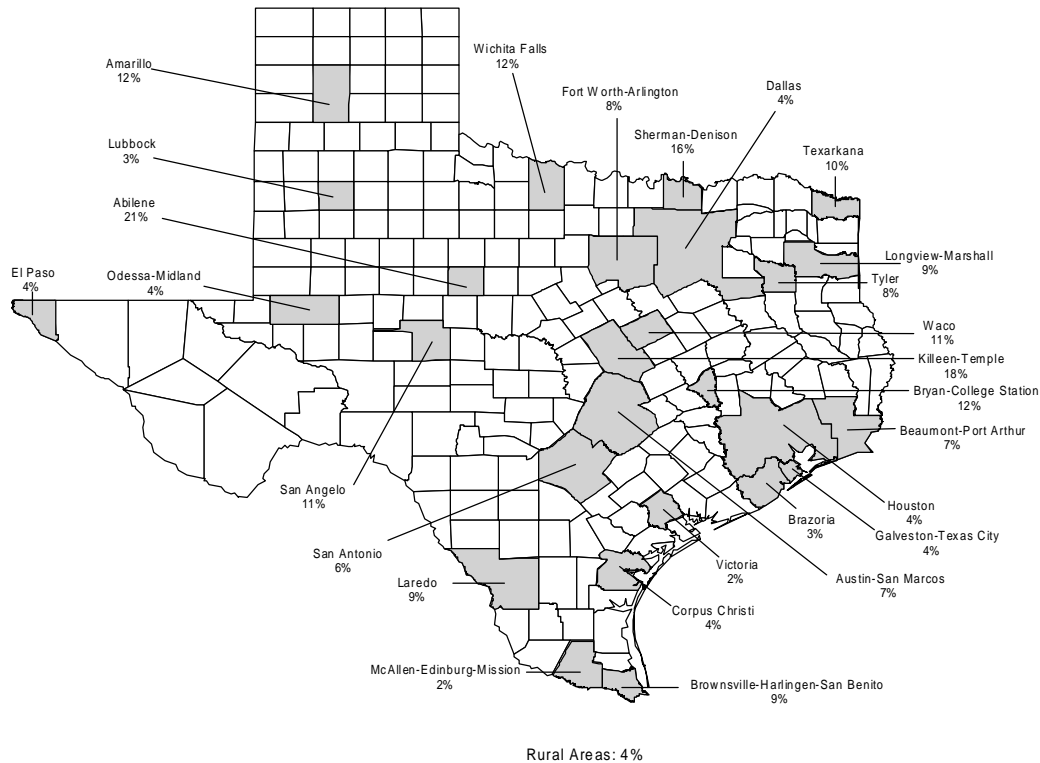 Wichita Falls
12%
Amarillo
12%
Dallas
4%
Fort Worth-Arlington
8%
Sherman-Denison
16%
Lubbock
3%
Texarkana
10%
Abilene
21%
Longview-Marshall
9%
El Paso
4%
Odessa-Midland
4%
Tyler
8%
Waco
11%
Killeen-Temple
18%
Bryan-College Station
12%
Beaumont-Port Arthur
7%
San Angelo
11%
Houston
4%
Brazoria
3%
Galveston-Texas City
4%
San Antonio
6%
Victoria
2%
Austin-San Marcos
7%
Laredo
9%
Corpus Christi
4%
McAllen-Edinburg-Mission
2%
Brownsville-Harlingen-San Benito
9%
Rural Areas: 4%